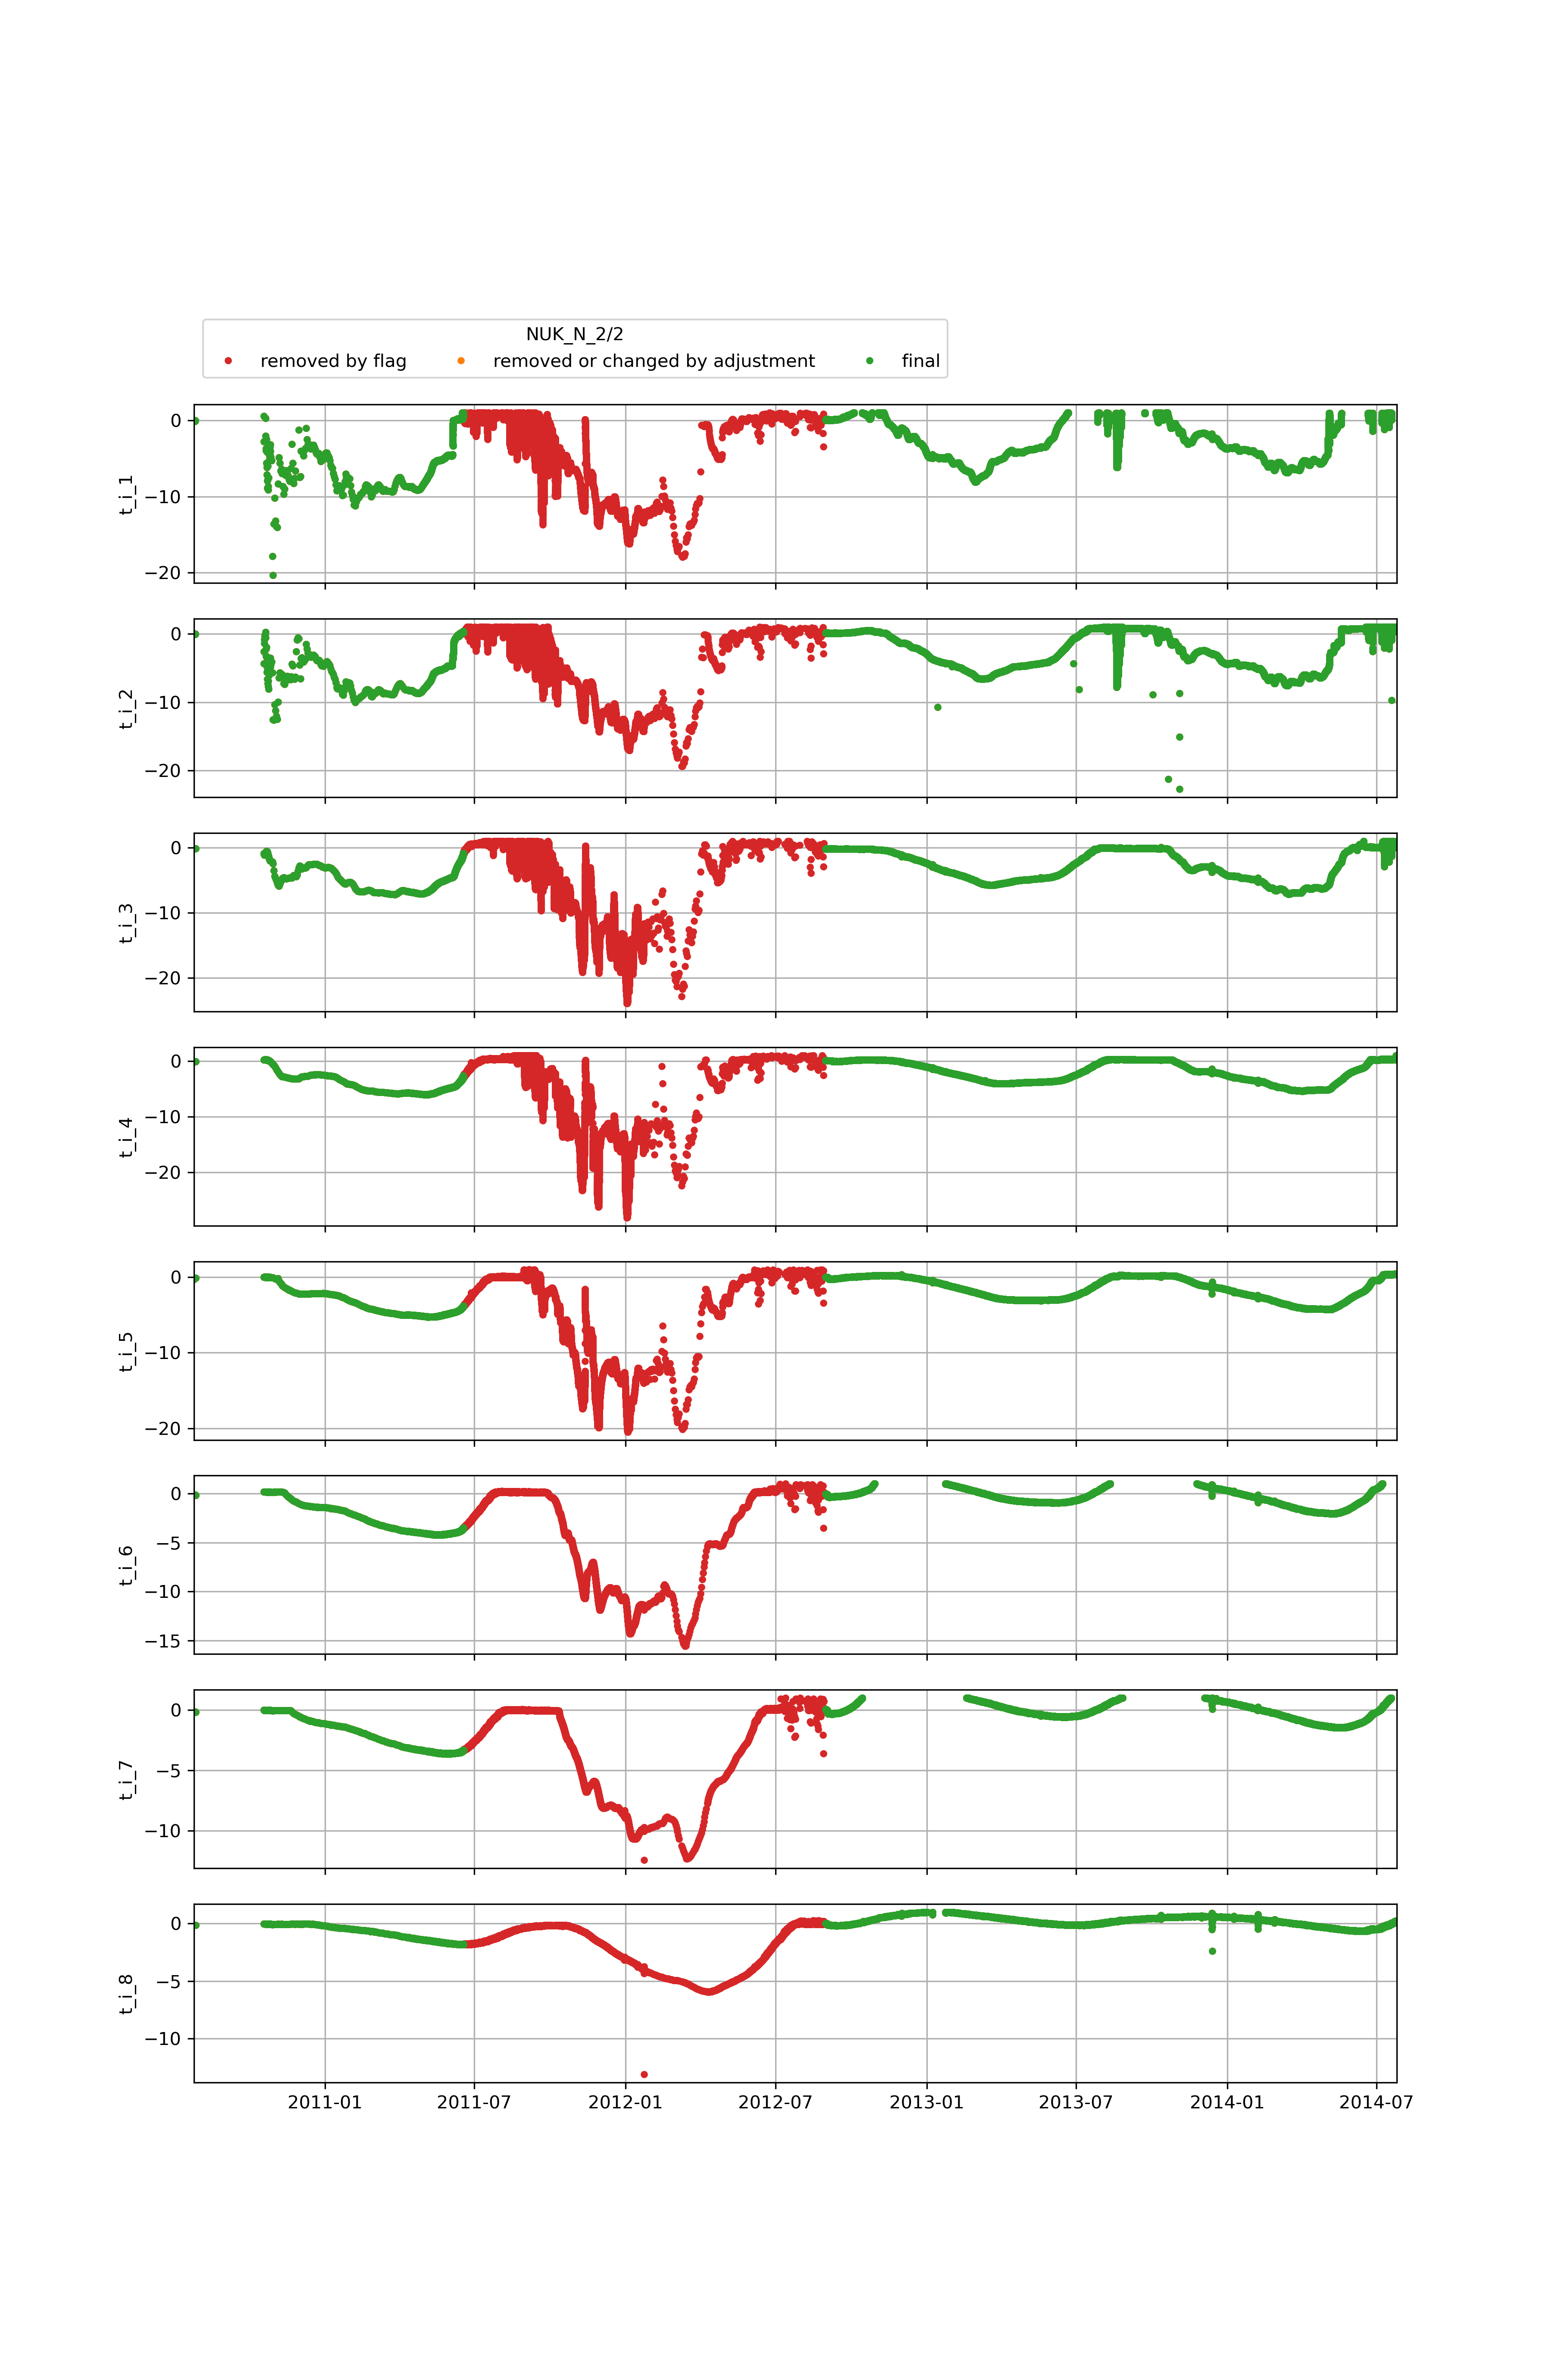 NUK_N_2/2
removed by flag removed or changed by adjustment final
0
−10
−20
t_i_1
0
−10
−20
t_i_2
0
−10
−20
t_i_3
0
−10
−20
t_i_4
0
−10
−20
t_i_5
0
−5
−10
−15
t_i_6
0
−5
−10
t_i_7
0
−5
−10
t_i_8
2011-01 2011-07 2012-01 2012-07 2013-01 2013-07 2014-01 2014-07